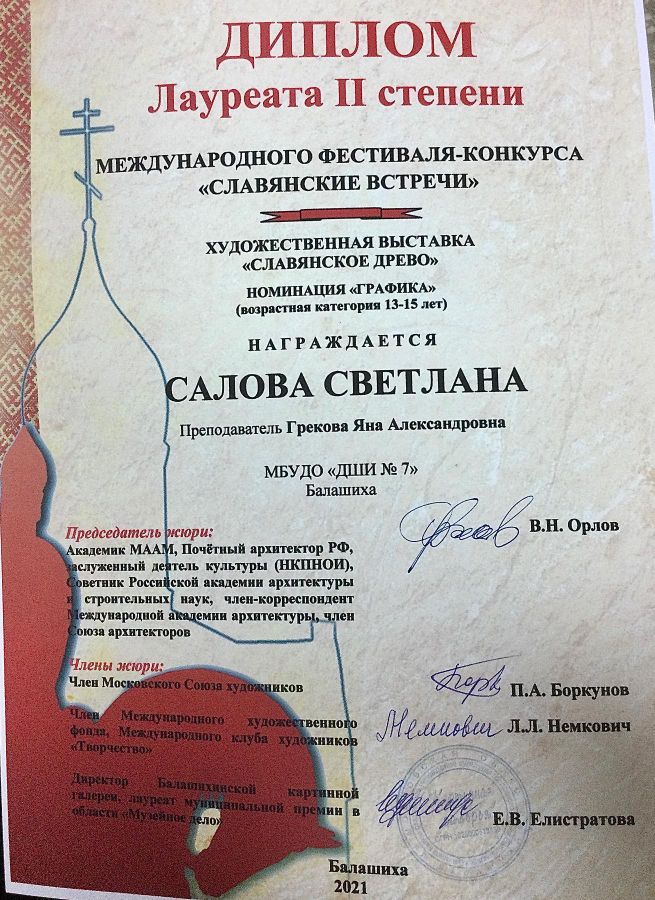 ДИПЛОМ
Лауреата II степени
МЕЖДУНАРОДНОГО ФЕСТИВАЛЯ-КОНКУРСА
«СЛАВЯНСКИЕ ВСТРЕЧИ»
ХУДОЖЕСТВЕННАЯ ВЫСТАВКА
«СЛАВЯНСКОЕ ДРЕВО»
НОМИНАЦИЯ «ГРАФИКА»
(возрастная категория 13-15 лет)
НАГРАЖДАЕТСЯ
САЛОВА СВЕТЛАНА
Преподаватель Грекова Яна Александровна
МБУДО «ДШИ № 7»
Балашиха
Председатель жюри:
Академик МААМ, Почётный архитектор РФ,
заслуженный деятель культуры (НКПНОИ),
Советник Российской академии архитектуры
и строительных наук, член-корреспондент
Международной академии архитектуры, член
Союза архитекторов
В.Н. Орлов
Члены жюри:
Член Московского Союза художников
П.А. Боркунов
Член Международного художественного
фонда, Международного клуба художников
«Творчество»
Немкович Л.Л. Немкович
Директор Балашихинской картинной
галереи, лауреат муниципальной премии в
области «Музейное дело»
Е.В. Елистратова
Балашиха
2021